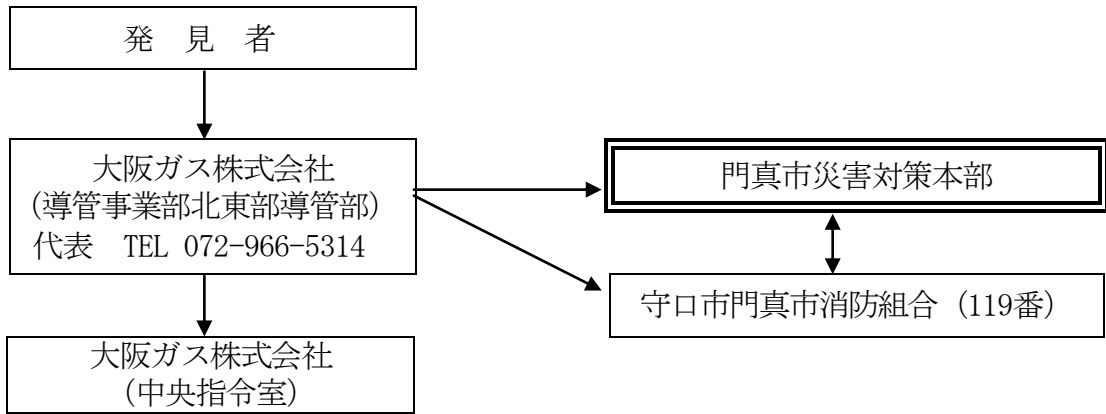 発　見　者
大阪ガス株式会社
（導管事業部北東部導管部）
代表　TEL 072-966-5314
門真市災害対策本部
守口市門真市消防組合（119番）
大阪ガス株式会社
（中央指令室）